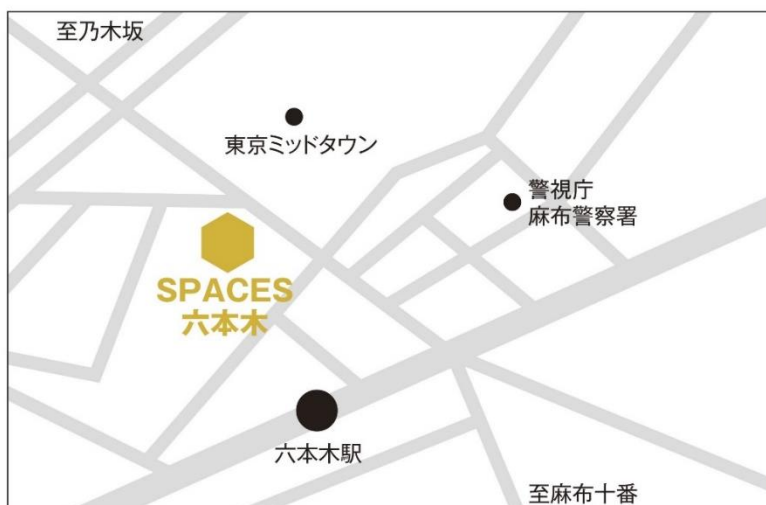 至乃木坂
東京ミッドタウン
警視庁
麻布警察署
SPACES
六本木
六本木駅
至麻布十番